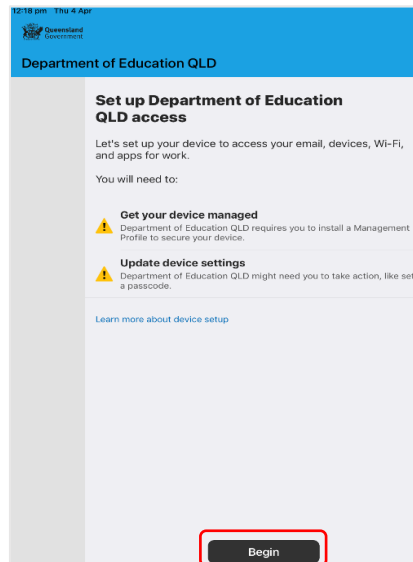 12:18 pm Thu 4 Apr
Queensland
Government
Department of Education QLD
Set up Department of Education
QLD access
Let's set up your device to access your email, devices, Wi-Fi,
and apps for work.
You will need to:
Get your device managed
Department of Education QLD requires you to install a Management
Profile to secure your device.
Update device settings
Department of Education QLD might need you to take action, like set
a passcode.
Learn more about device setup
Begin